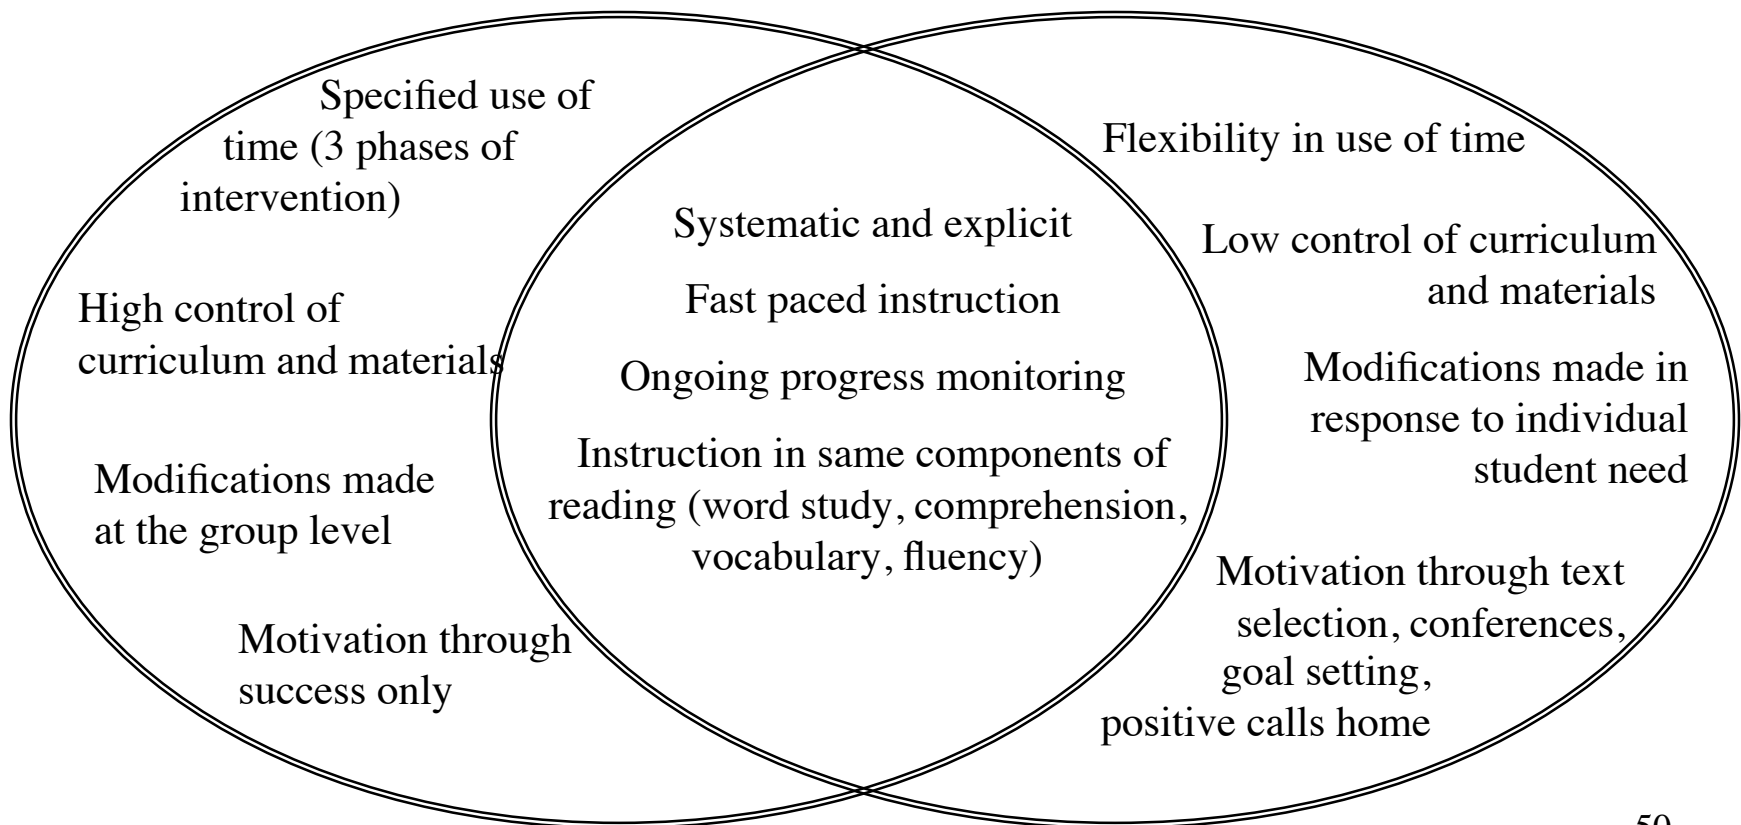 Specified use of
time (3 phases of
intervention)
High control of
curriculum and materials
Modifications made
at the group level
Motivation through
success only
Systematic and explicit
Fast paced instruction
Ongoing progress monitoring
Instruction in same components of
reading (word study, comprehension,
vocabulary, fluency)
Flexibility in use of time
Low control of curriculum
and materials
Modifications made in
response to individual
student need
Motivation through text
selection, conferences,
goal setting,
positive calls home
50